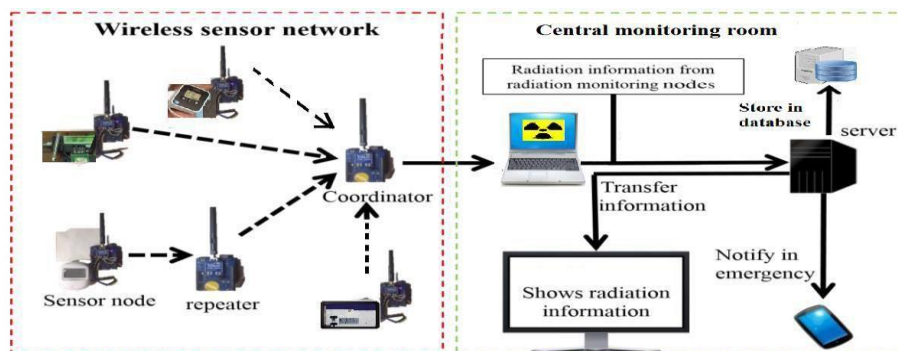 Wireless sensor network
Coordinator
Sensor node
repeater
Central monitoring room
Radiation information from
radiation monitoring nodes
Store in
database
server
Transfer
information
Shows radiation
information
Notify in
emergency